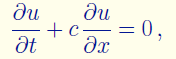 ∂u/∂t + c ∂u/∂x = 0 ,